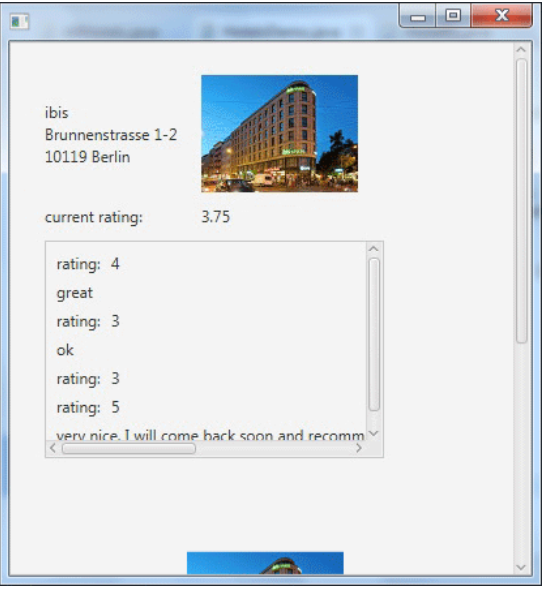 ibis
Brunnenstrasse 1-2
10119 Berlin
current rating: 3.75
rating: 4
great
rating: 3
ok
rating: 3
rating: 5
very nice. I will come back soon and recomm